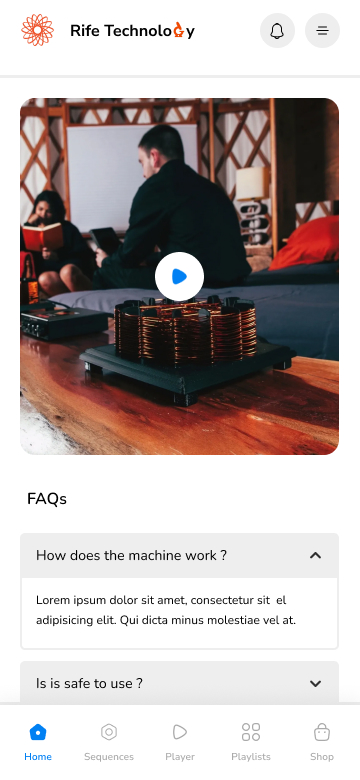 Rife Technology
FAQs
How does the machine work ?
Lorem ipsum dolor sit amet, consectetur sit  el
adipisicing elit. Qui dicta minus molestiae vel at.
Is is safe to use ?
Home
Sequences
Player
Playlists
Shop